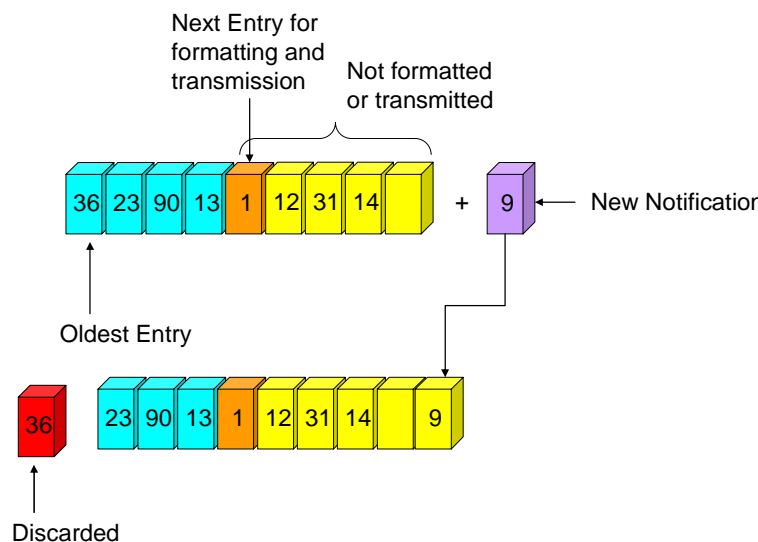 Next Entry for
formatting and
transmission
Not formatted
or transmitted
36 23 90 13 1 12 31 14 + 9 New Notification
Oldest Entry
36 23 90 13 1 12 31 14 9
Discarded